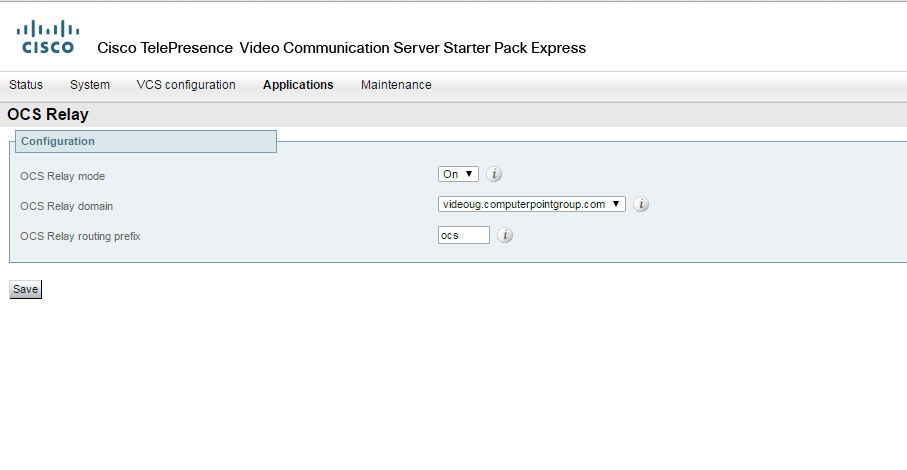 CISCO
Cisco TelePresence Video Communication Server Starter Pack Express
Status System VCS configuration Applications Maintenance
OCS Relay
Configuration
OCS Relay mode On
OCS Relay domain videoug.computerpointgroup.com
OCS Relay routing prefix ocs
Save